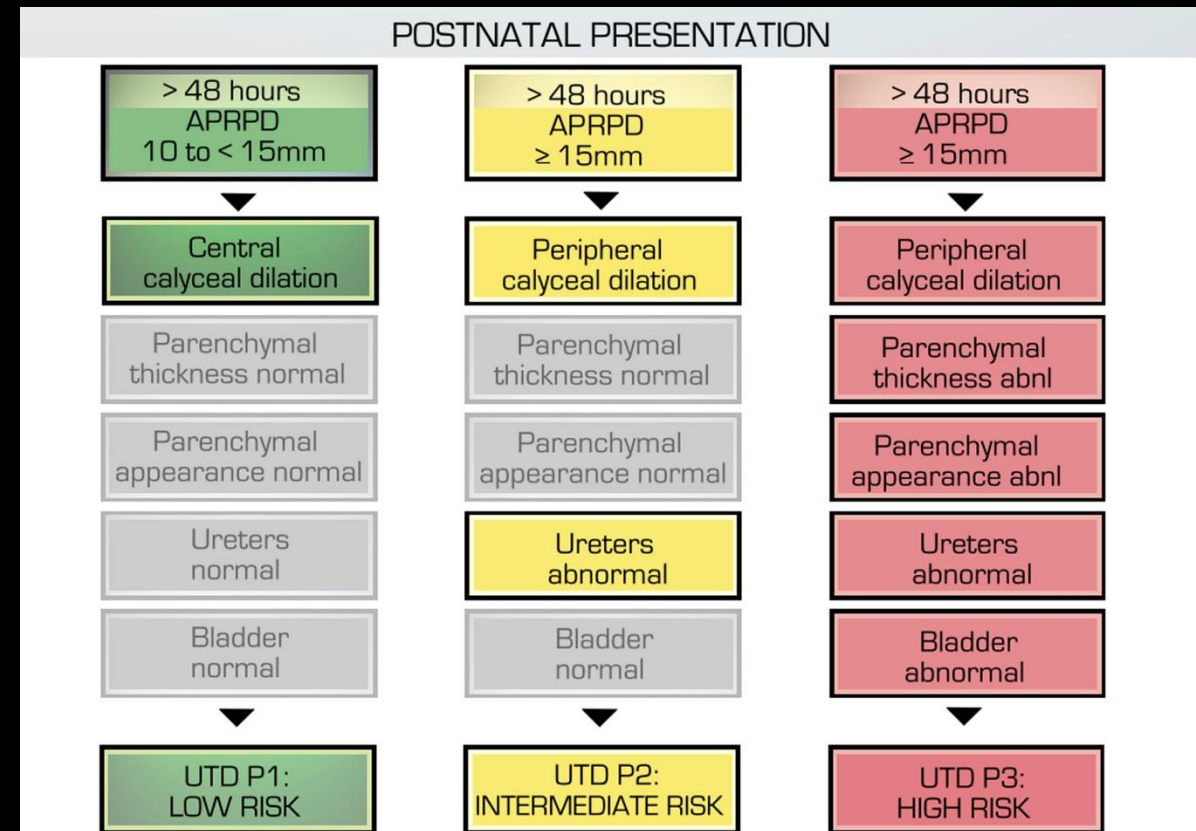 POSTNATAL PRESENTATION
> 48 hours
APRPD
10 to < 15mm
Central
calyceal dilation
Parenchymal
thickness normal
Parenchymal
appearance normal
Ureters
normal
Bladder
normal
UTD P1:
LOW RISK
> 48 hours
APRPD
≥ 15mm
Peripheral
calyceal dilation
Parenchymal
thickness normal
Parenchymal
appearance normal
Ureters
abnormal
Bladder
normal
UTD P2:
INTERMEDIATE RISK
> 48 hours
APRPD
≥ 15mm
Peripheral
calyceal dilation
Parenchymal
thickness abnl
Parenchymal
appearance abnl
Ureters
abnormal
Bladder
abnormal
UTD P3:
HIGH RISK